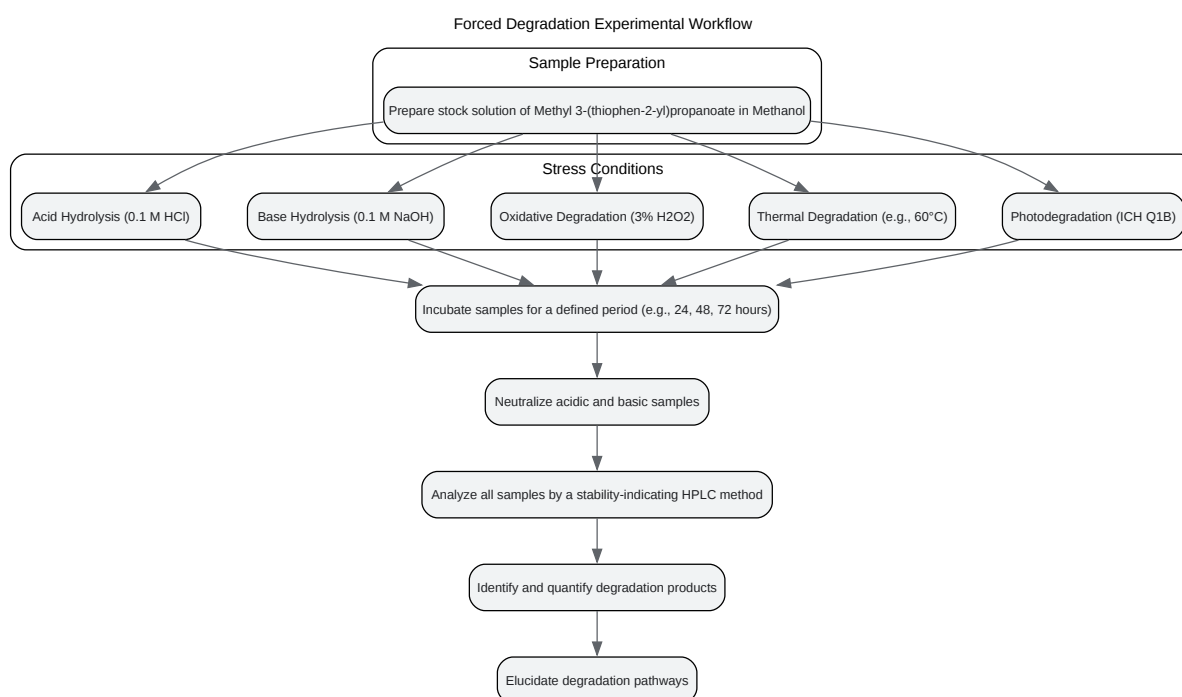 Forced Degradation Experimental Workflow
Sample Preparation
Prepare stock solution of Methyl 3-(thiophen-2-yl)propanoate in Methanol
Stress Conditions
Acid Hydrolysis (0.1 M HCl)
Base Hydrolysis (0.1 M NaOH)
Oxidative Degradation (3% H2O2)
Thermal Degradation (e.g., 60°C)
Photodegradation (ICH Q1B)
Incubate samples for a defined period (e.g., 24, 48, 72 hours)
Neutralize acidic and basic samples
Analyze all samples by a stability-indicating HPLC method
Identify and quantify degradation products
Elucidate degradation pathways